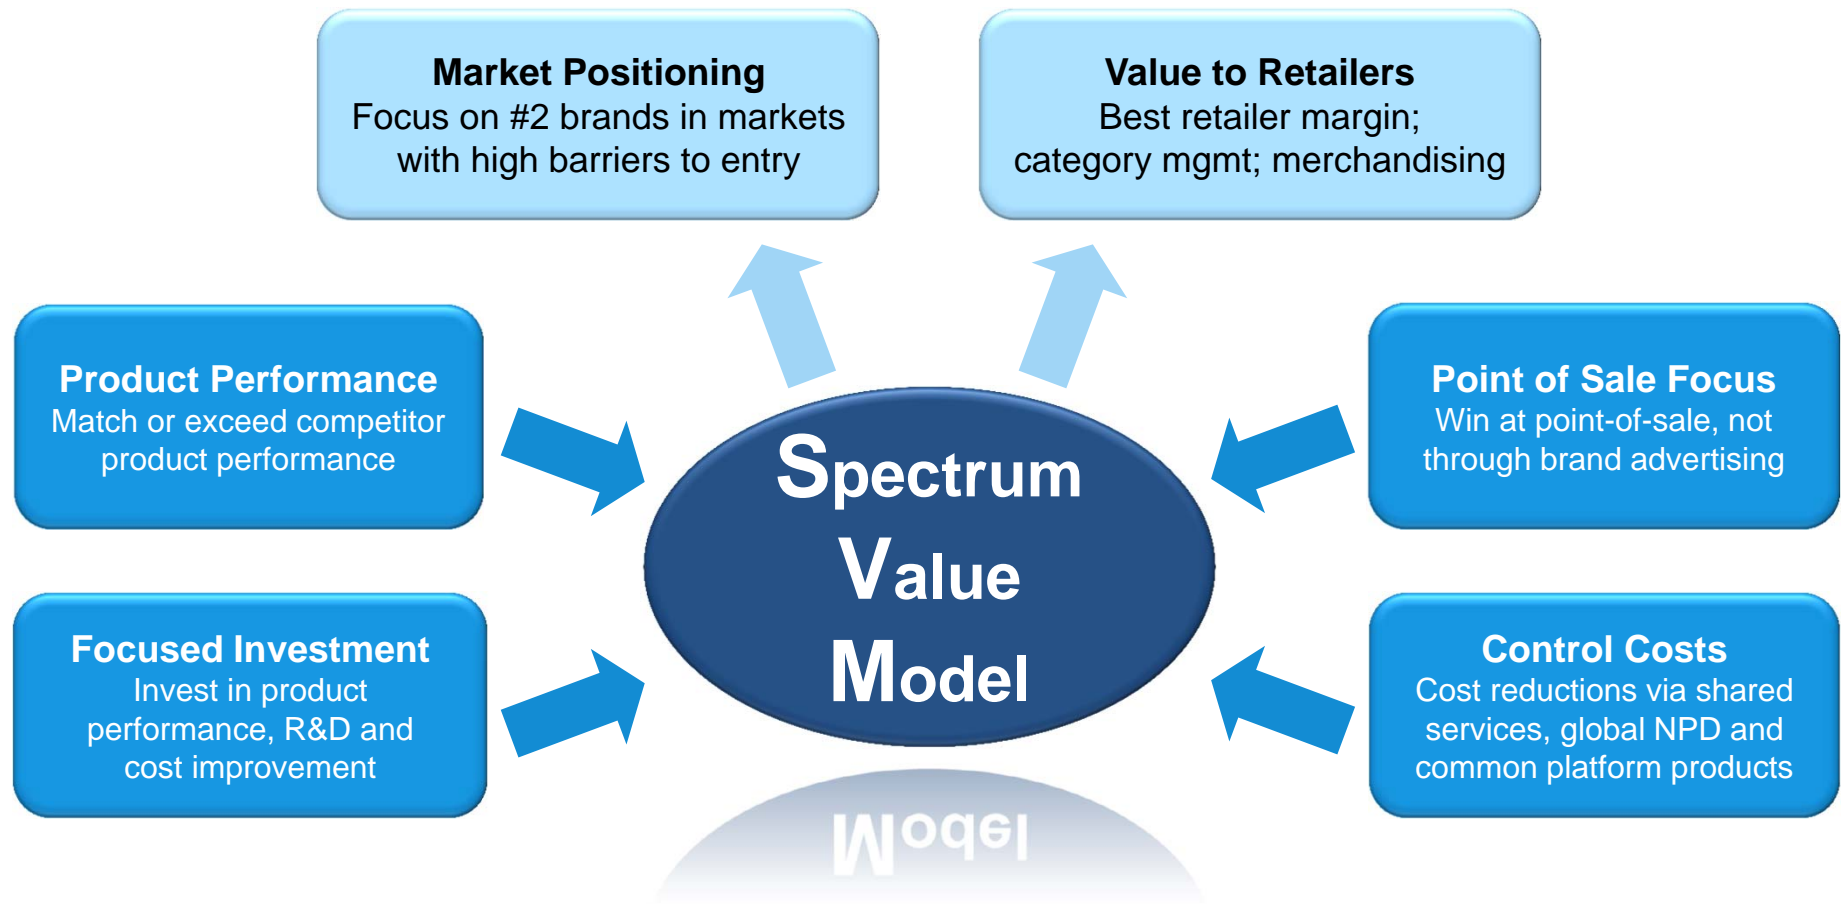 Market Positioning
Focus on #2 brands in markets
with high barriers to entry
Value to Retailers
Best retailer margin;
category mgmt; merchandising
Product Performance
Match or exceed competitor
product performance
Point of Sale Focus
Win at point-of-sale, not
through brand advertising
Spectrum
Value
Model
Focused Investment
Invest in product
performance, R&D and
cost improvement
Control Costs
Cost reductions via shared
services, global NPD and
common platform products
Model